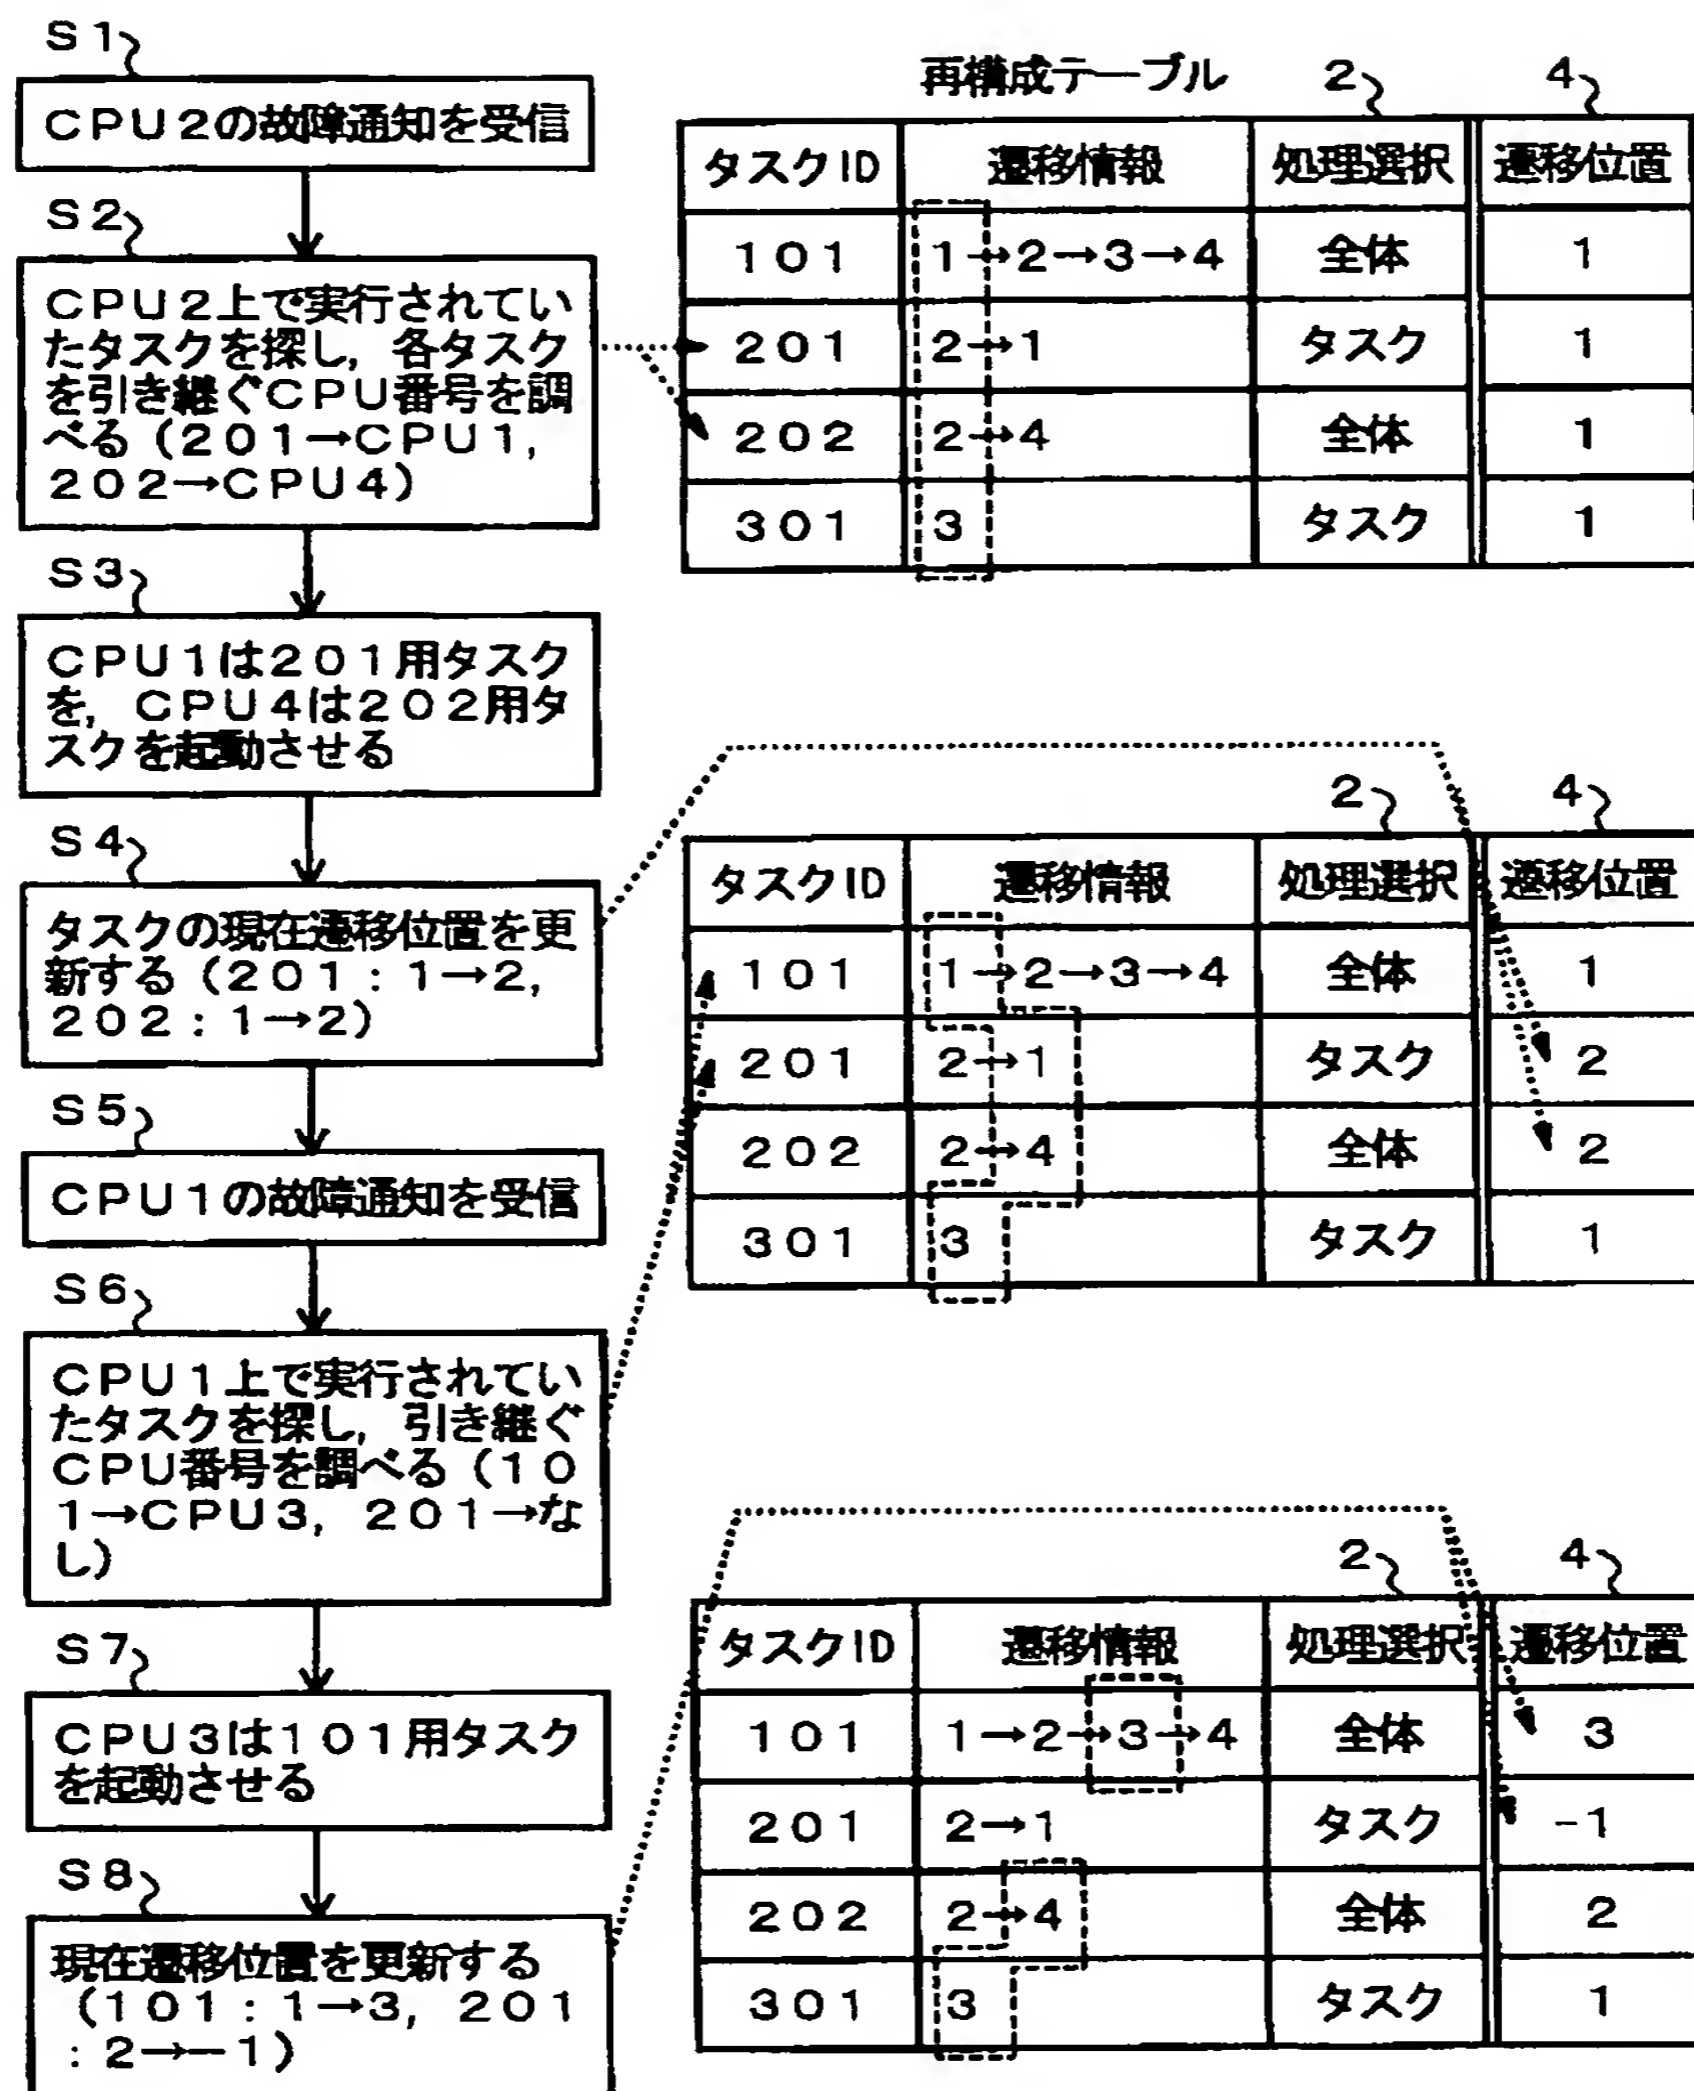 S1
CPU2の故障通知を受信
S2
CPU2上で実行されてい
たタスクを探し，各タスク
を引き継ぐCPU番号を調
べる（201→CPU1，
202→CPU4）
S3
CPU1は201用タスク
を，CPU4は202用タ
スクを起動させる
S4
タスクの現在遷移位置を更
新する（201：1→2，
202：1→2）
S5
CPU1の故障通知を受信
S6
CPU1上で実行されてい
たタスクを探し，引き継ぐ
CPU番号を調べる（10
1→CPU3，201→な
し）
S7
CPU3は101用タスク
を起動させる
S8
現在遷移位置を更新する
（101：1→3，201
：2→－1）
再構成テーブル 2 4
タスクID 遷移情報 処理選択 遷移位置
101 1→2→3→4 全体 1
201 2→1 タスク 1
202 2→4 全体 1
301 3 タスク 1
2 4
タスクID 遷移情報 処理選択 遷移位置
101 1→2→3→4 全体 1
201 2→1 タスク 2
202 2→4 全体 2
301 3 タスク 1
2 4
タスクID 遷移情報 処理選択 遷移位置
101 1→2→3→4 全体 3
201 2→1 タスク -1
202 2→4 全体 2
301 3 タスク 1